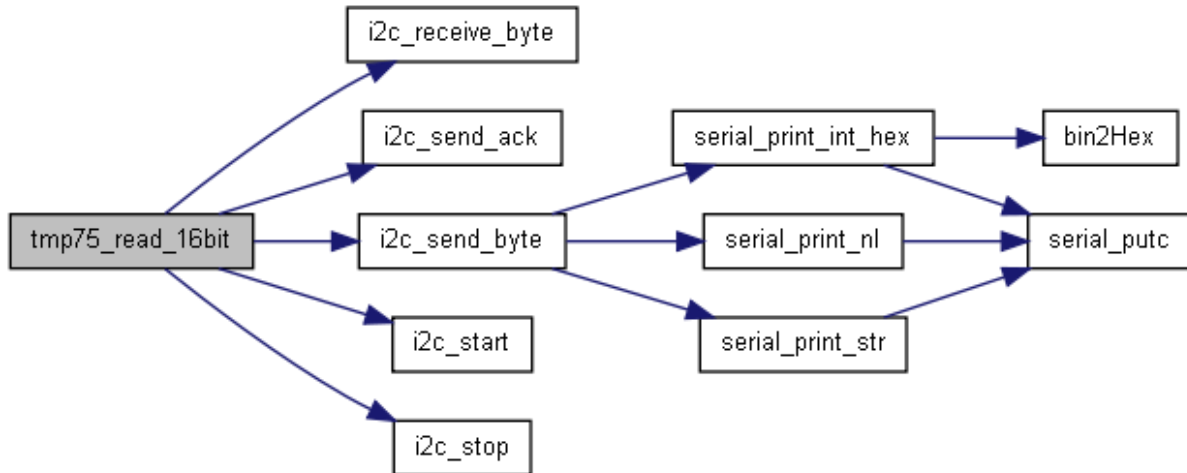 i2c_receive_byte
i2c_send_ack
serial_print_int_hex
bin2Hex
tmp75_read_16bit
i2c_send_byte
serial_print_nl
serial_putc
i2c_start
serial_print_str
i2c_stop